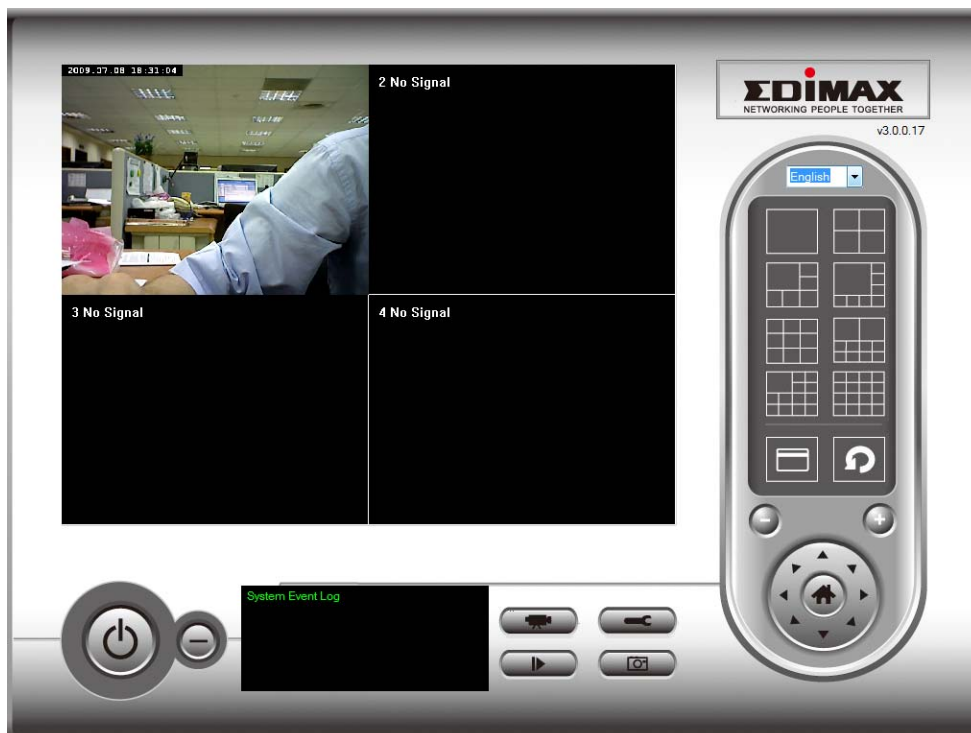 2009.07.08 18:31:04
2 No Signal
EDIMAX
NETWORKING PEOPLE TOGETHER
v3.0.0.17
English
3 No Signal
4 No Signal
System Event Log